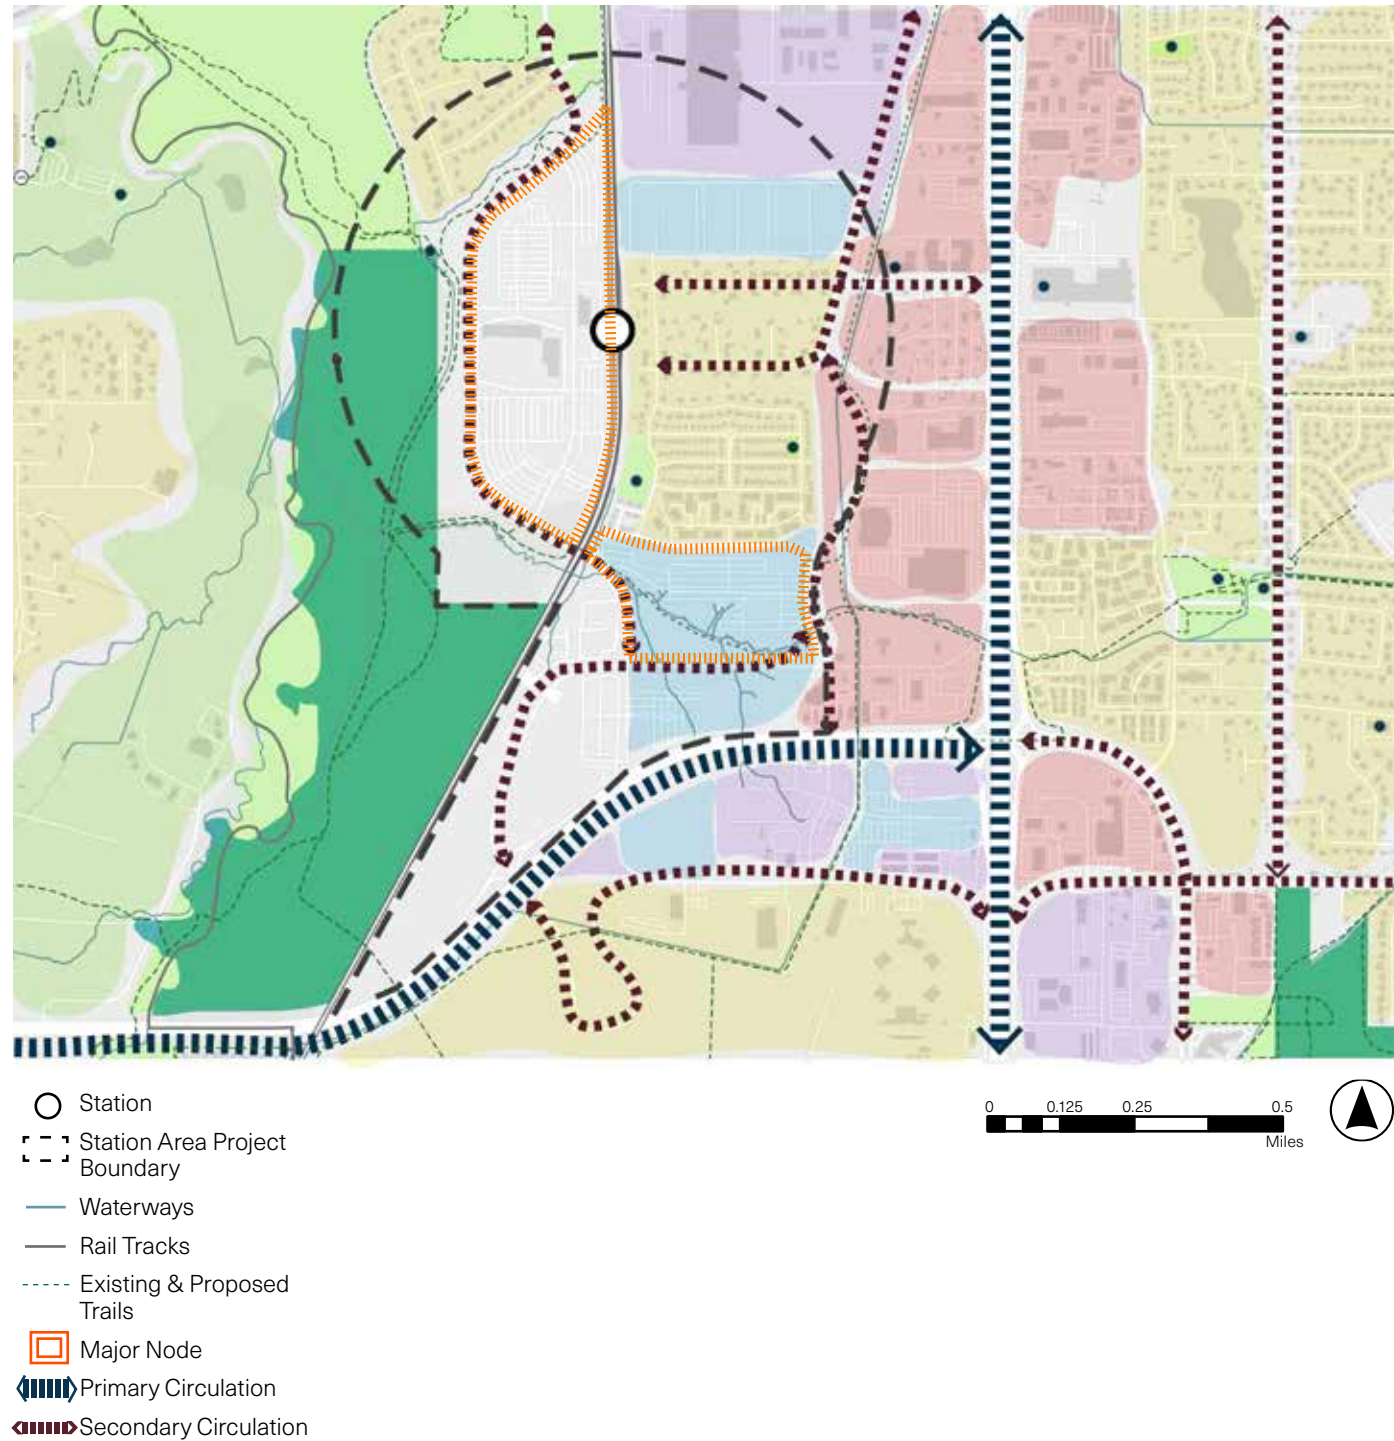 Station
Station Area Project
Boundary
Waterways
Rail Tracks
Existing & Proposed
Trails
Major Node
Primary Circulation
Secondary Circulation
0 0.125 0.25 0.5
Miles